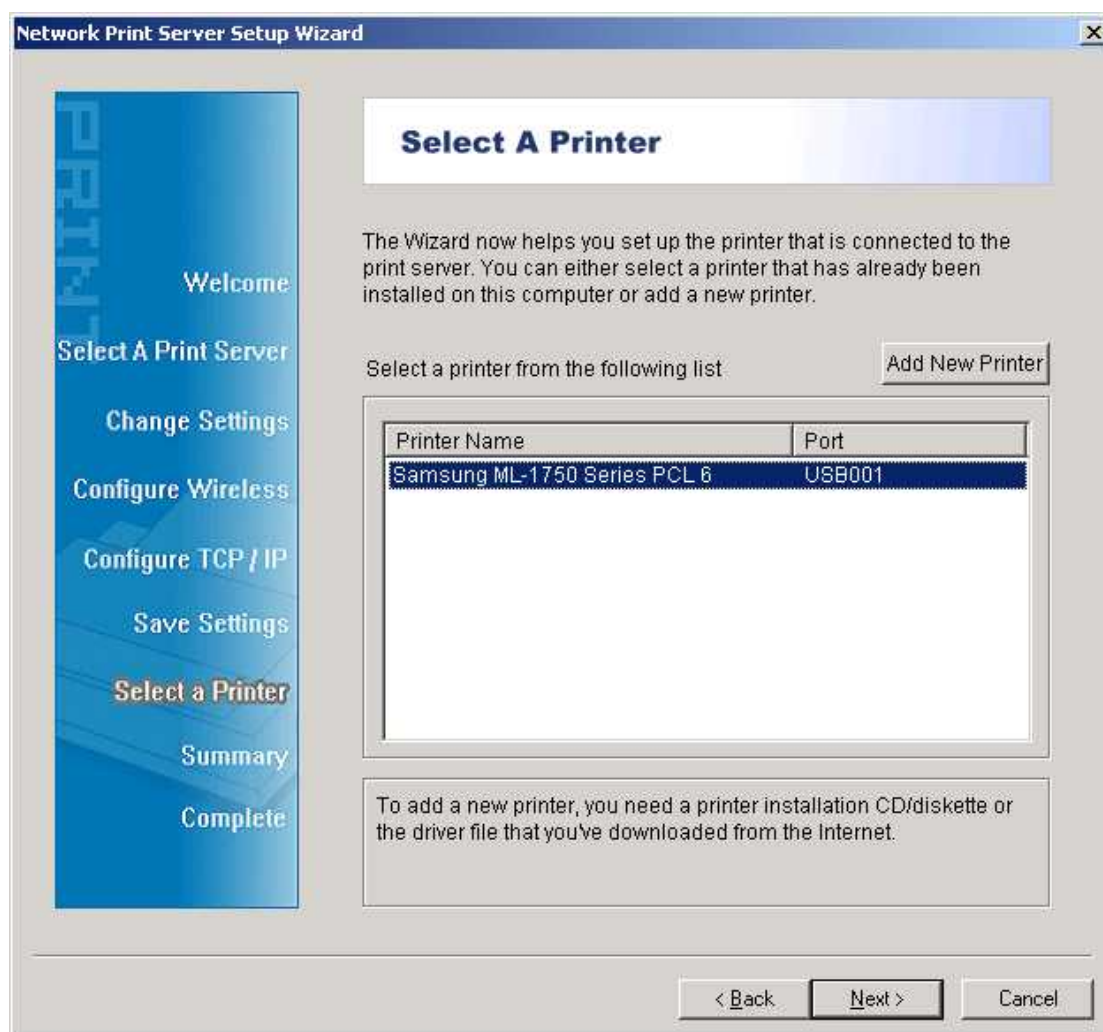 Network Print Server Setup Wizard
PRINT
Welcome
Select A Print Server
Change Settings
Configure Wireless
Configure TCP / IP
Save Settings
Select a Printer
Summary
Complete
Select A Printer
The Wizard now helps you set up the printer that is connected to the
print server. You can either select a printer that has already been
installed on this computer or add a new printer.
Select a printer from the following list
Add New Printer
Printer Name Port
Samsung ML-1750 Series PCL 6 USB001
To add a new printer, you need a printer installation CD/diskette or
the driver file that you've downloaded from the Internet.
< Back Next > Cancel